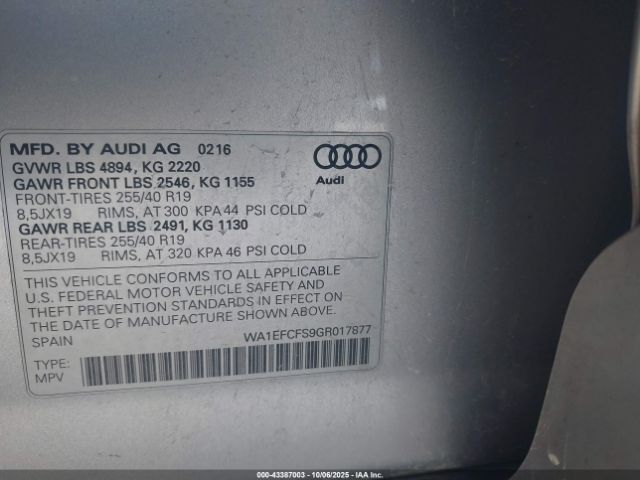 MFD. BY AUDI AG 0216
GVWR LBS 4894, KG 2220
GAWR FRONT LBS 2546, KG 1155
FRONT-TIRES 255/40 R19
8,5JX19 RIMS, AT 300 KPA 44 PSI COLD
GAWR REAR LBS 2491, KG 1130
REAR-TIRES 255/40 R19
8,5JX19 RIMS, AT 320 KPA 46 PSI COLD
Audi
THIS VEHICLE CONFORMS TO ALL APPLICABLE
U.S. FEDERAL MOTOR VEHICLE SAFETY AND
THEFT PREVENTION STANDARDS IN EFFECT ON
THE DATE OF MANUFACTURE SHOWN ABOVE.
SPAIN WA1EFCFS9GR017877
TYPE:
MPV
000-43387003 - 10/06/2025 - © IAA Inc.